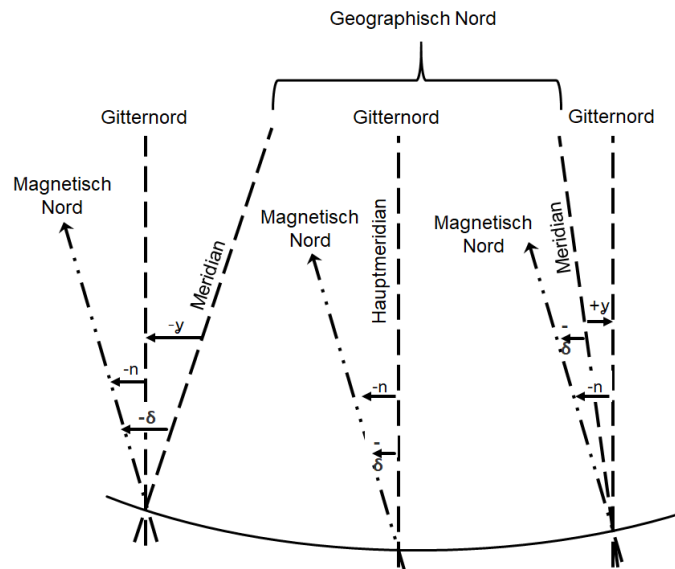 Geographisch Nord
Gitternord
Gitternord
Gitternord
Magnetisch
Nord
Magnetisch
Nord
Magnetisch
Nord
Meridian
Hauptmeridian
Meridian
-γ
+γ
-n
-δ
-n
-
δ
-
δ
-n